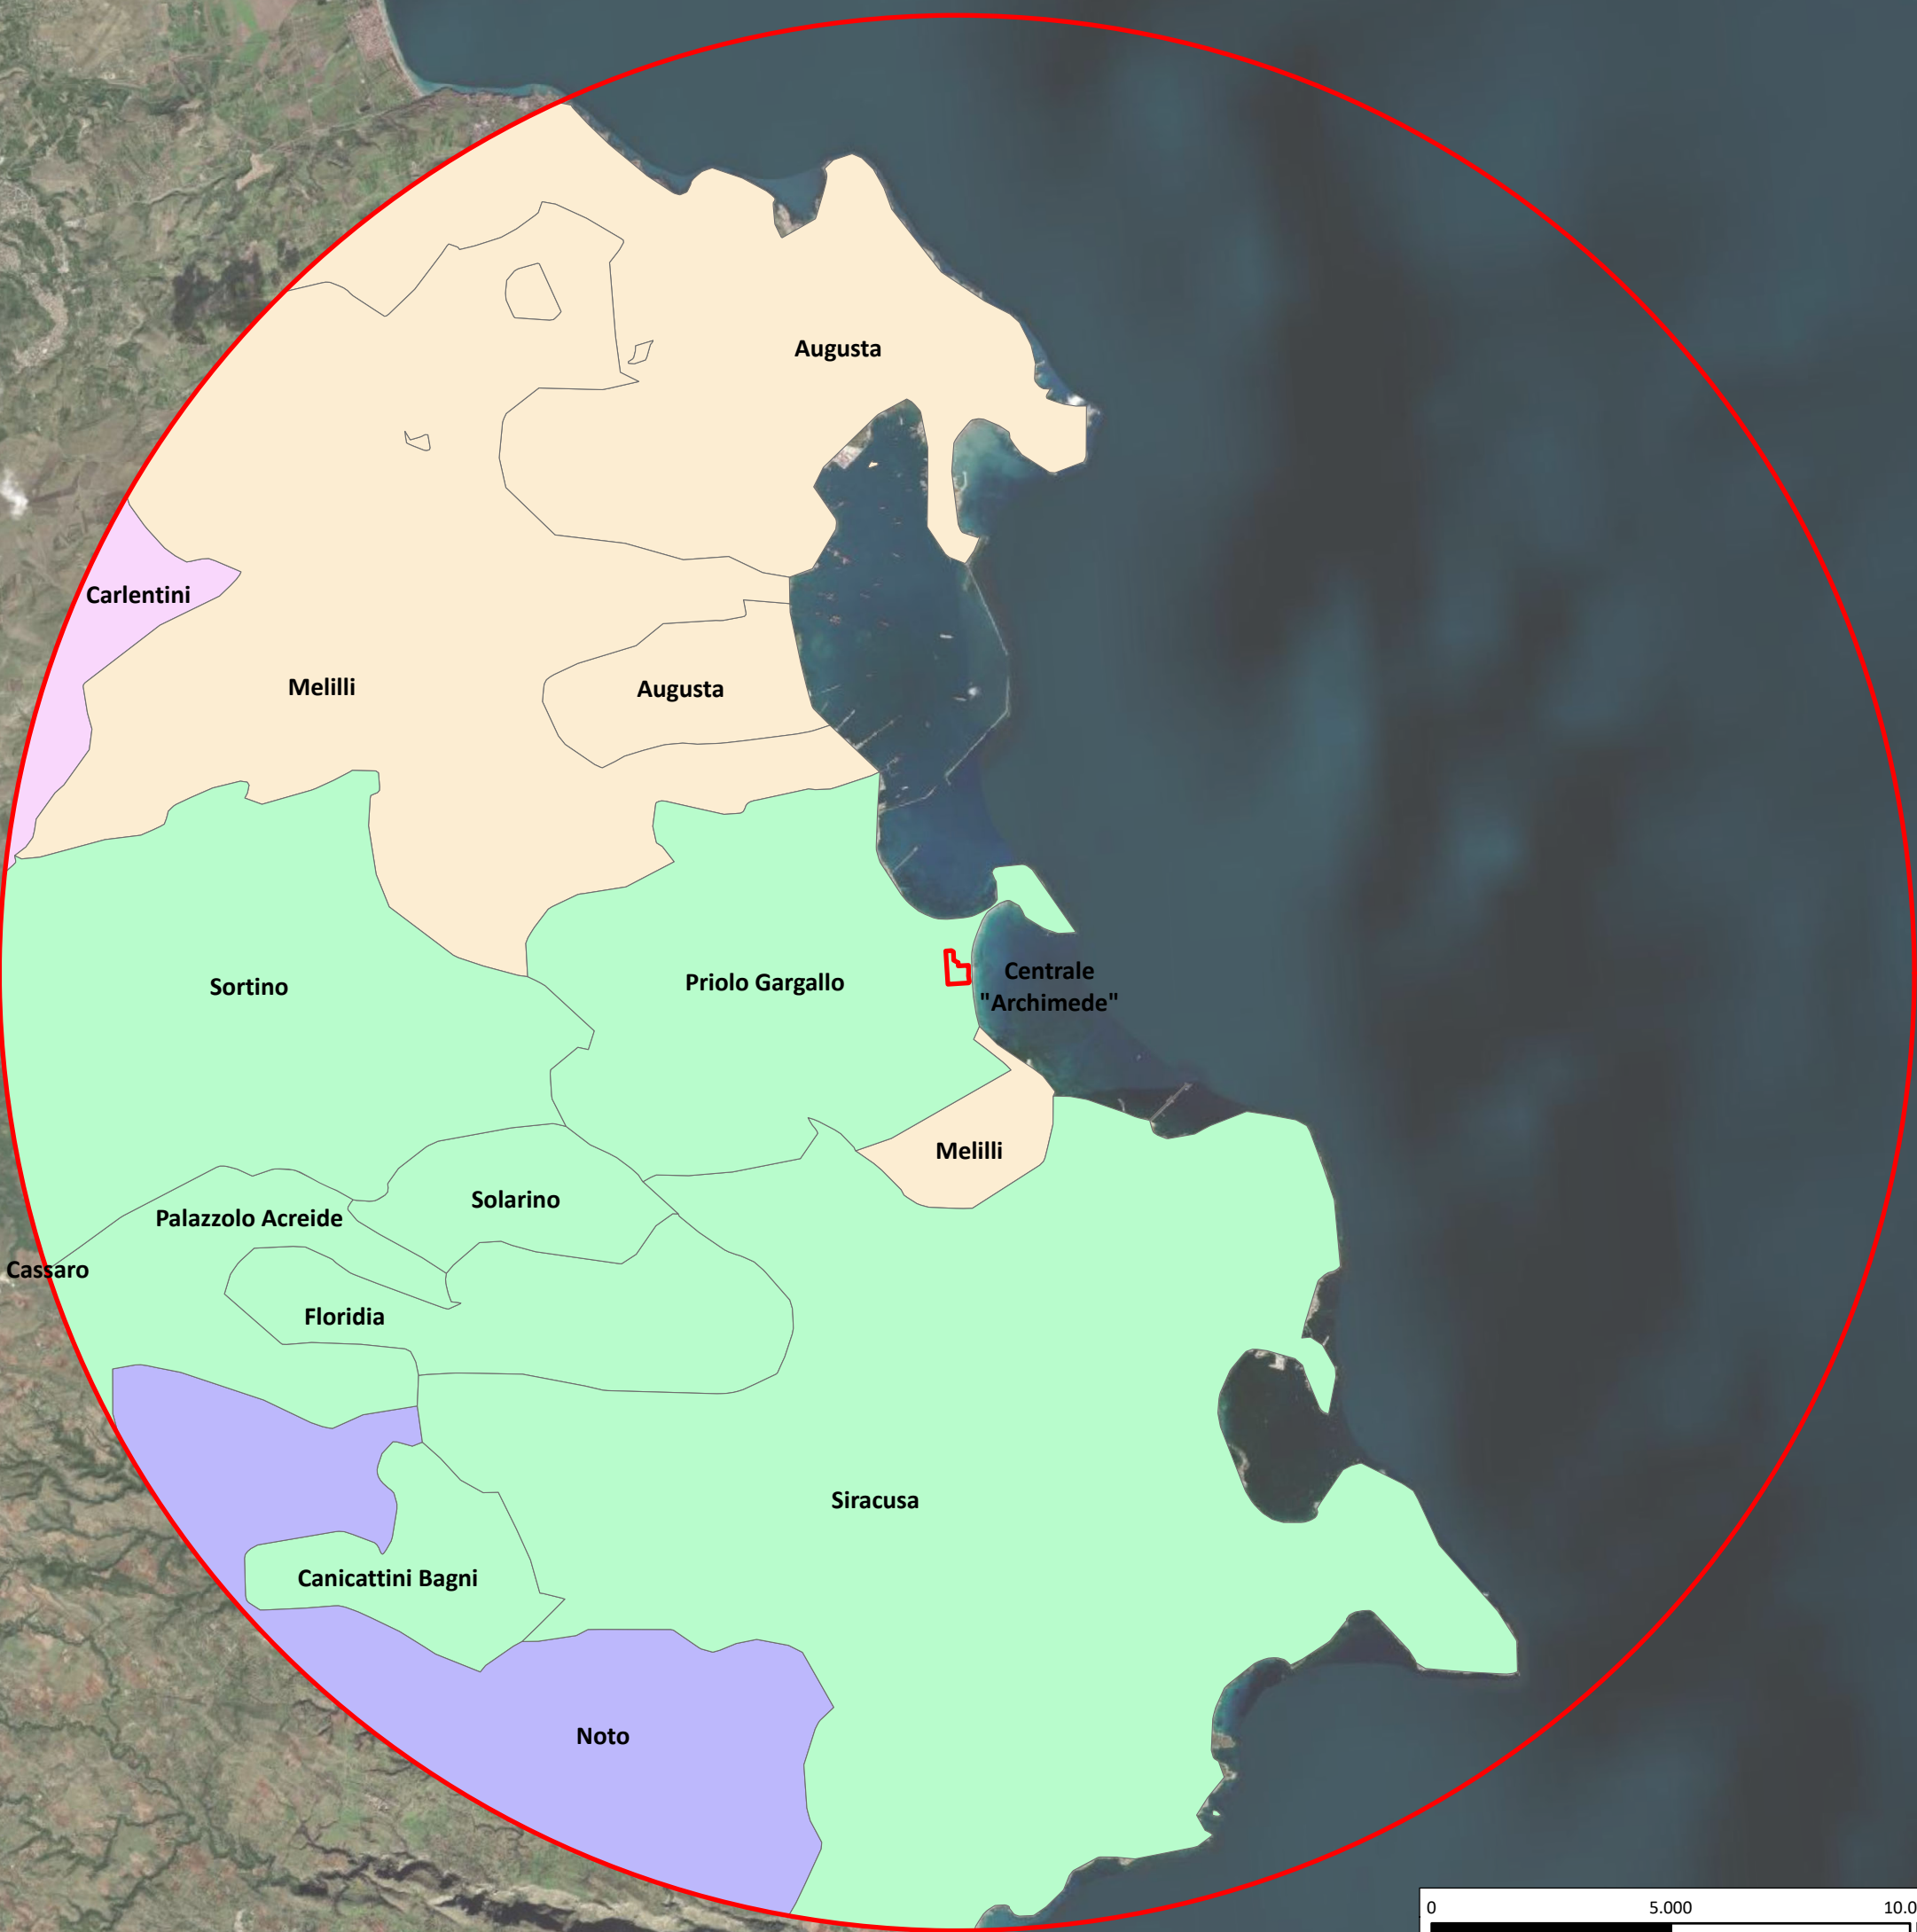 Augusta
Carlentini
Melilli
Augusta
Sortino
Priolo Gargallo
Centrale
"Archimede"
Melilli
Solarino
Palazzolo Acreide
Cassaro
Floridia
Siracusa
Canicattini Bagni
Noto
0 5.000 10.0